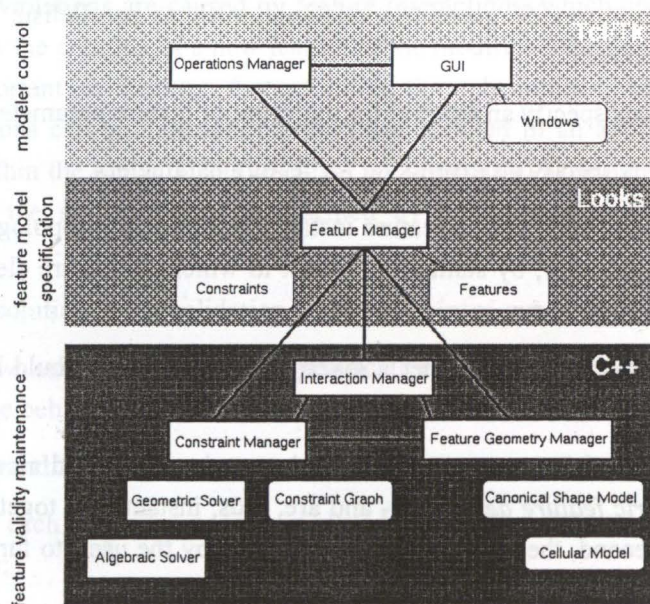 Tcl/Tk
Operations Manager
GUI
Windows
modeler control
Looks
Feature Manager
Constraints
Features
feature model
specification
C++
Interaction Manager
Constraint Manager
Feature Geometry Manager
Geometric Solver
Constraint Graph
Canonical Shape Model
Algebraic Solver
Cellular Model
feature validity maintenance